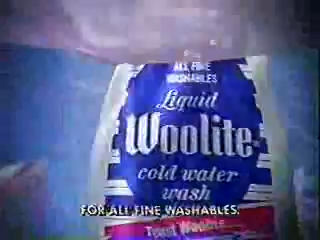 ALL FINE
WASHABLES
Liquid
Woolite
cold water
wash
FOR ALL FINE WASHABLES.